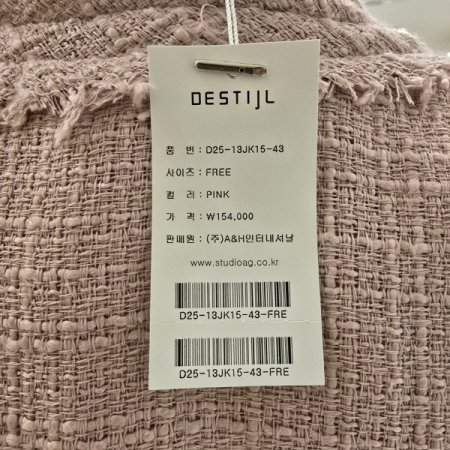 DESTIJL
품 번 : D25-13JK15-43
사이즈 : FREE
컬 러 : PINK
가 격 : ₩154,000
판매원 : (주)A&H인터내셔날
www.studioag.co.kr
D25-13JK15-43-FRE
D25-13JK15-43-FRE